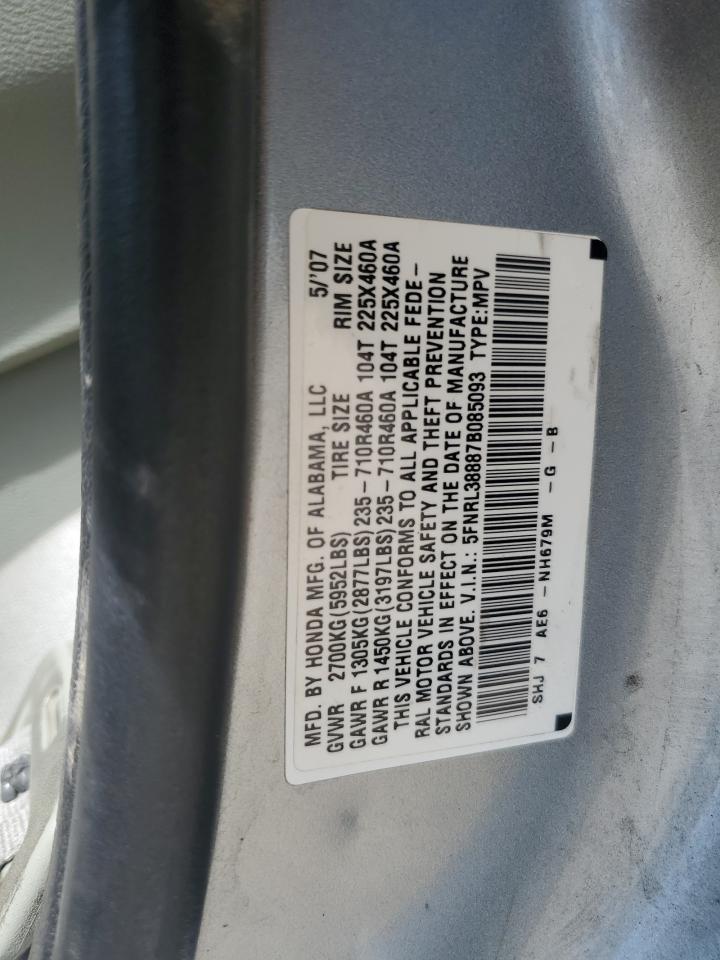 MFD. BY HONDA MFG. OF ALABAMA, LLC 5/'07
GVWR 2700KG(5952LBS) TIRE SIZE RIM SIZE
GAWR F 1305KG(2877LBS)235-710R460A 104T 225X460A
GAWR R 1450KG(3197LBS)235-710R460A 104T 225X460A
THIS VEHICLE CONFORMS TO ALL APPLICABLE FEDE-
RAL MOTOR VEHICLE SAFETY AND THEFT PREVENTION
STANDARDS IN EFFECT ON THE DATE OF MANUFACTURE
SHOWN ABOVE. V.I.N.: 5FNRL38887B085093 TYPE:MPV
SHJ 7 AE6 -NH679M -G -B